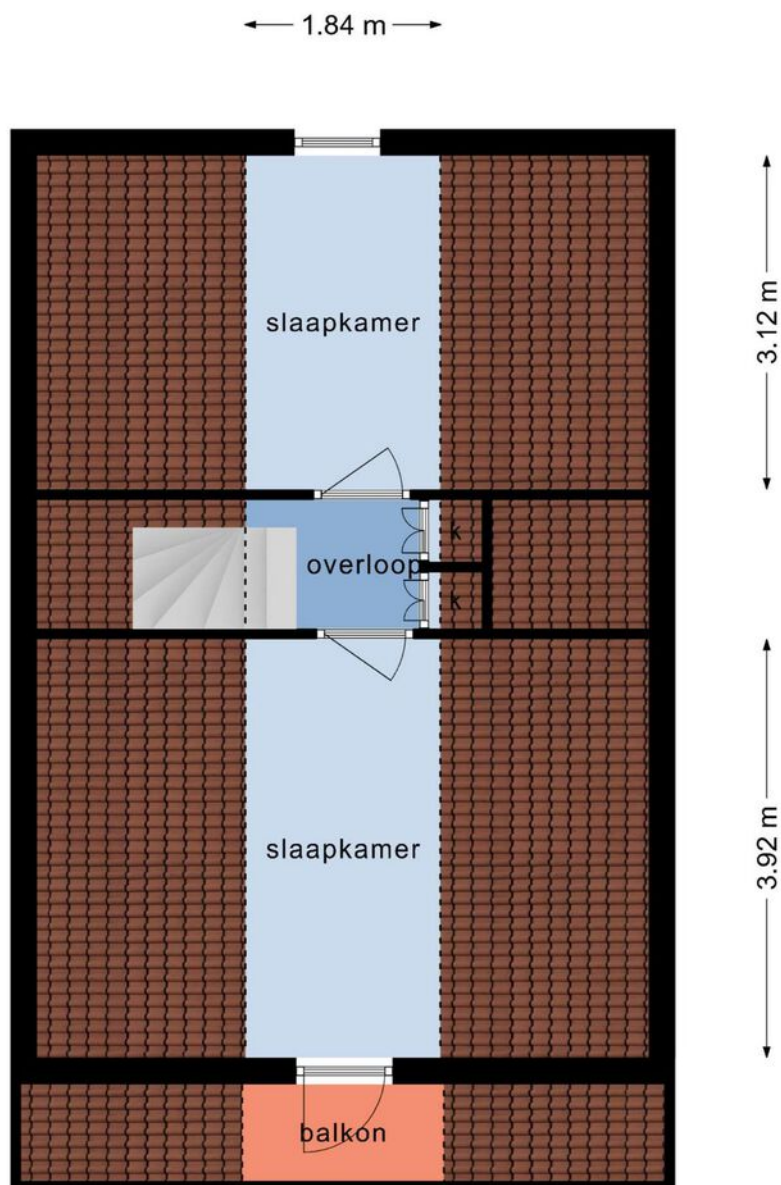 1.84 m
slaapkamer
3.12 m
k
overloop
k
slaapkamer
3.92 m
balkon